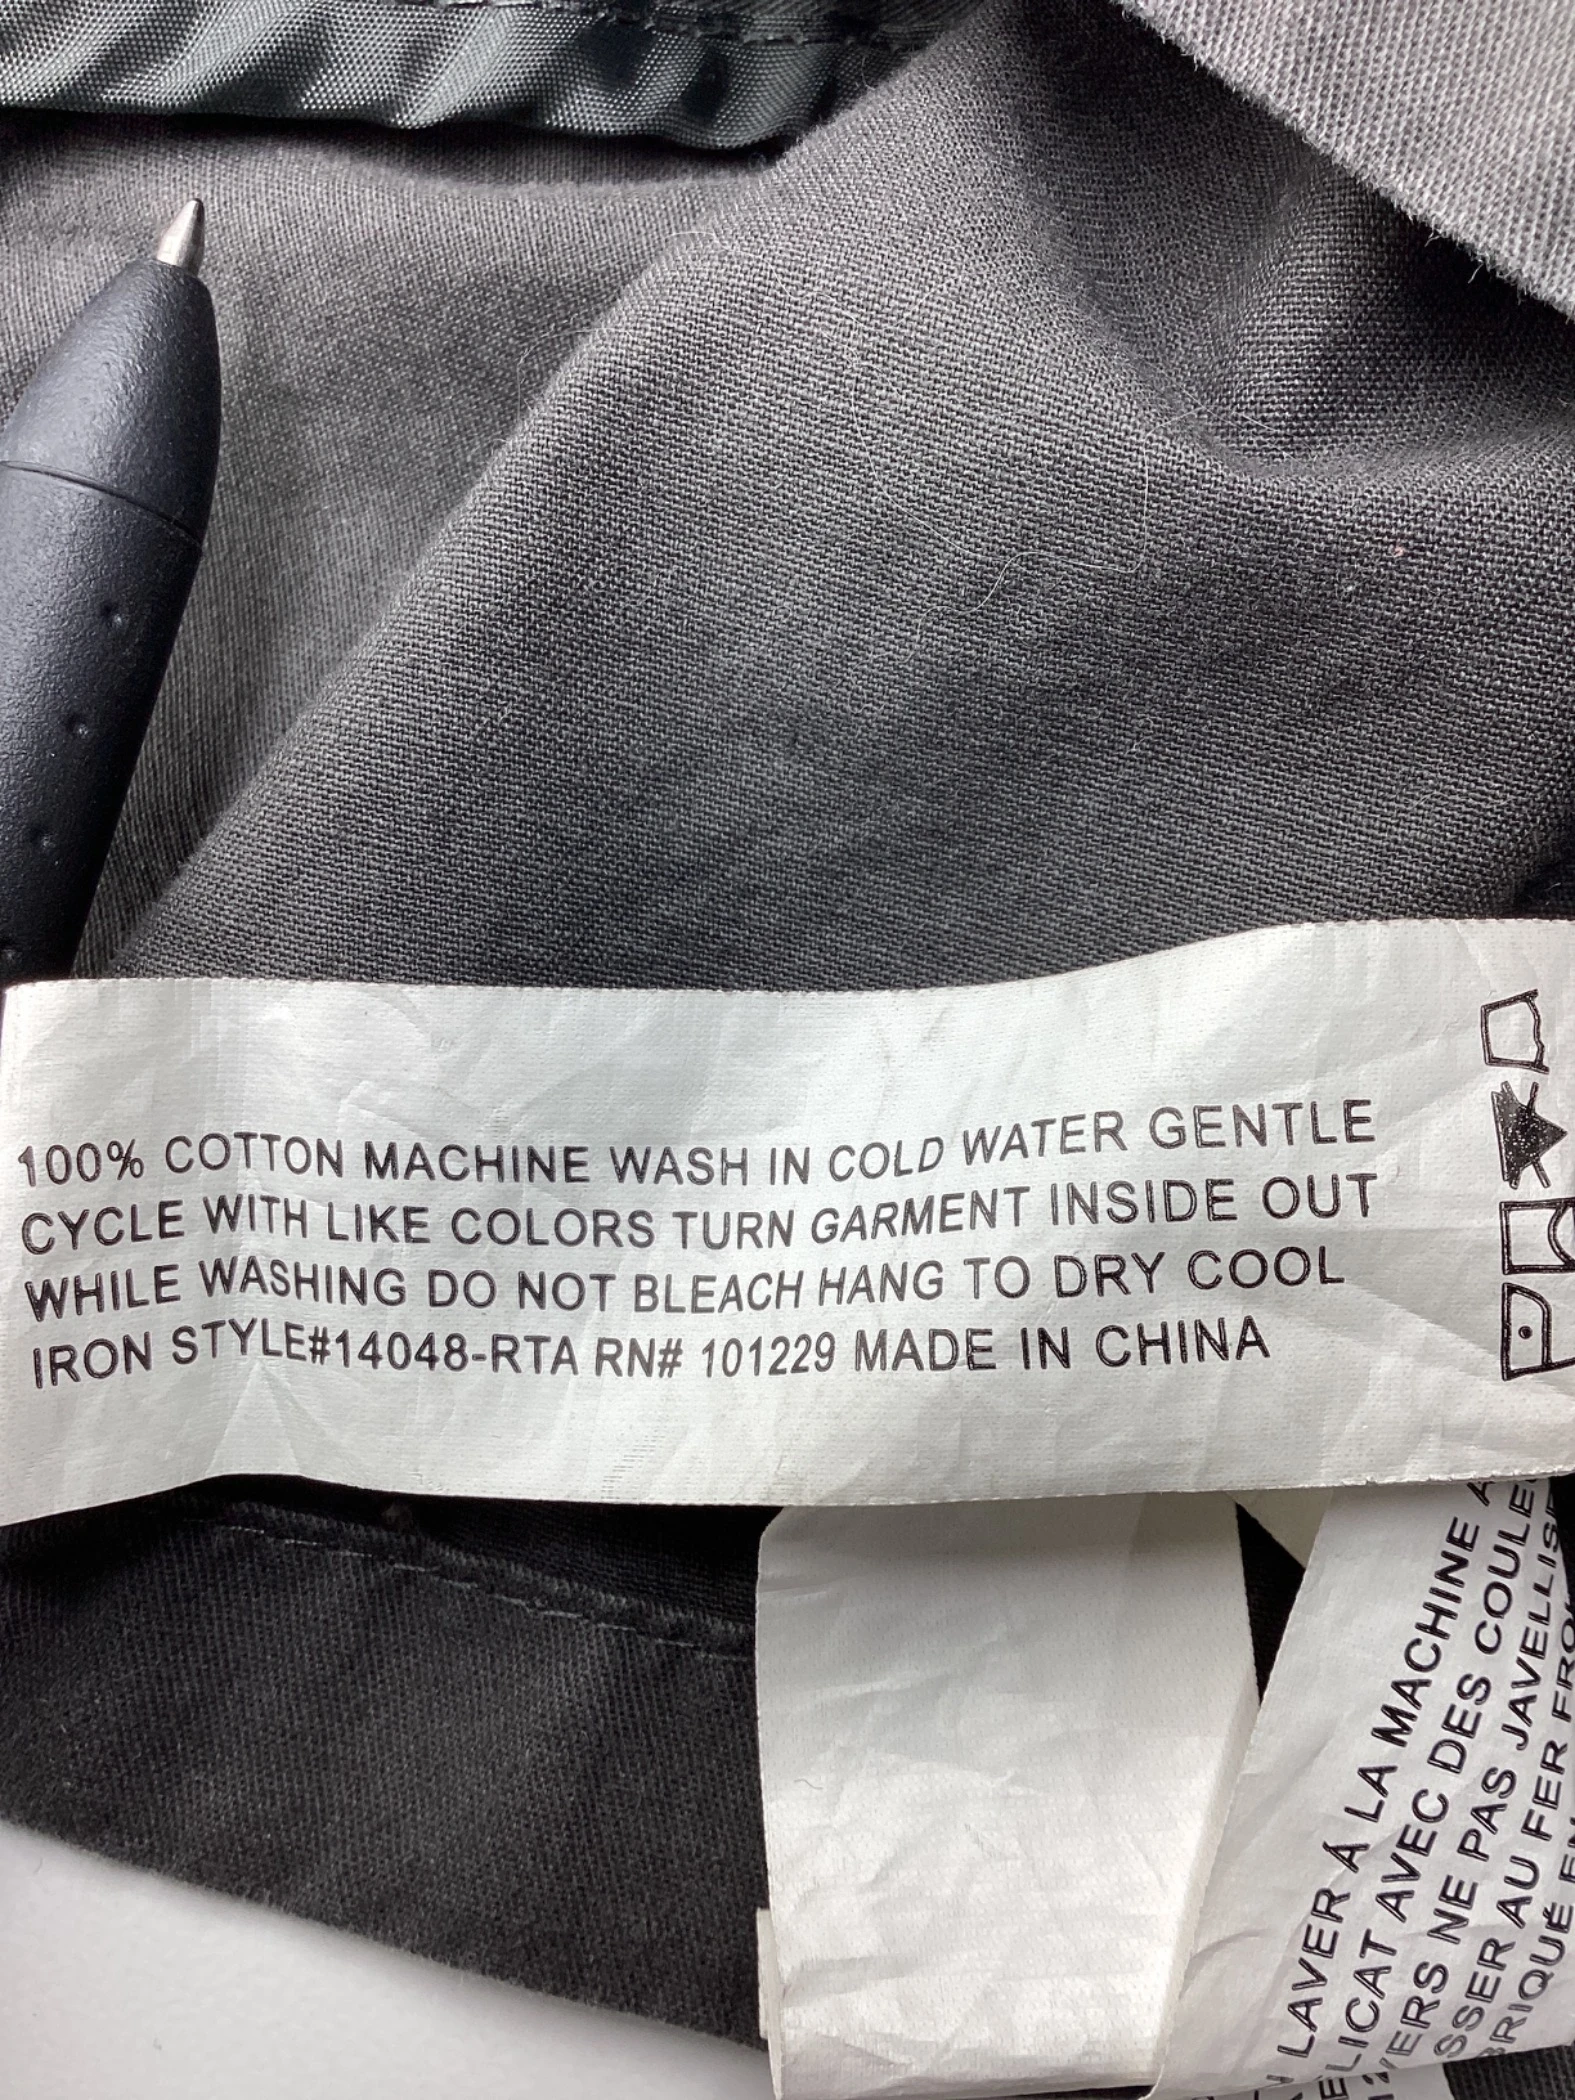 100% COTTON MACHINE WASH IN COLD WATER GENTLE
CYCLE WITH LIKE COLORS TURN GARMENT INSIDE OUT
WHILE WASHING DO NOT BLEACH HANG TO DRY COOL
IRON STYLE#14048-RTA RN# 101229 MADE IN CHINA
LAVER Á LA MACHINE
AVEC DES
NE PAS
AU FER